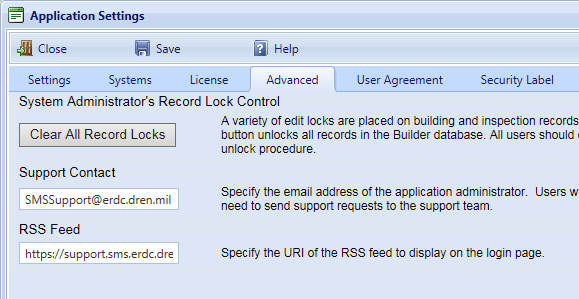 Application Settings
Close Save Help
Settings Systems License Advanced User Agreement Security Label
System Administrator's Record Lock Control
Clear All Record Locks
A variety of edit locks are placed on building and inspection records
button unlocks all records in the Builder database. All users should
unlock procedure.
Support Contact
SMSSupport@erdc.dren.mil
Specify the email address of the application administrator. Users w
need to send support requests to the support team.
RSS Feed
https://support.sms.erdc.dre
Specify the URI of the RSS feed to display on the login page.